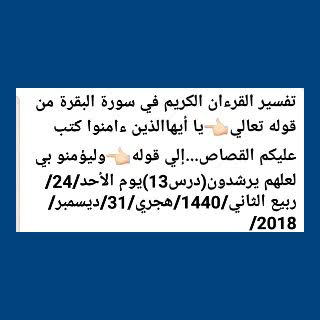 تفسير القرءان الكريم في سورة البقرة من
قوله تعالي👈🏻يا أيهاالذين ءامنوا كتب
عليكم القصاص...إلي قوله👈🏻وليؤمنو بي
لعلهم يرشدون(درس13)يوم الأحد/24/
ربيع الثاني/1440/هجري/31/ديسمبر/
2018/